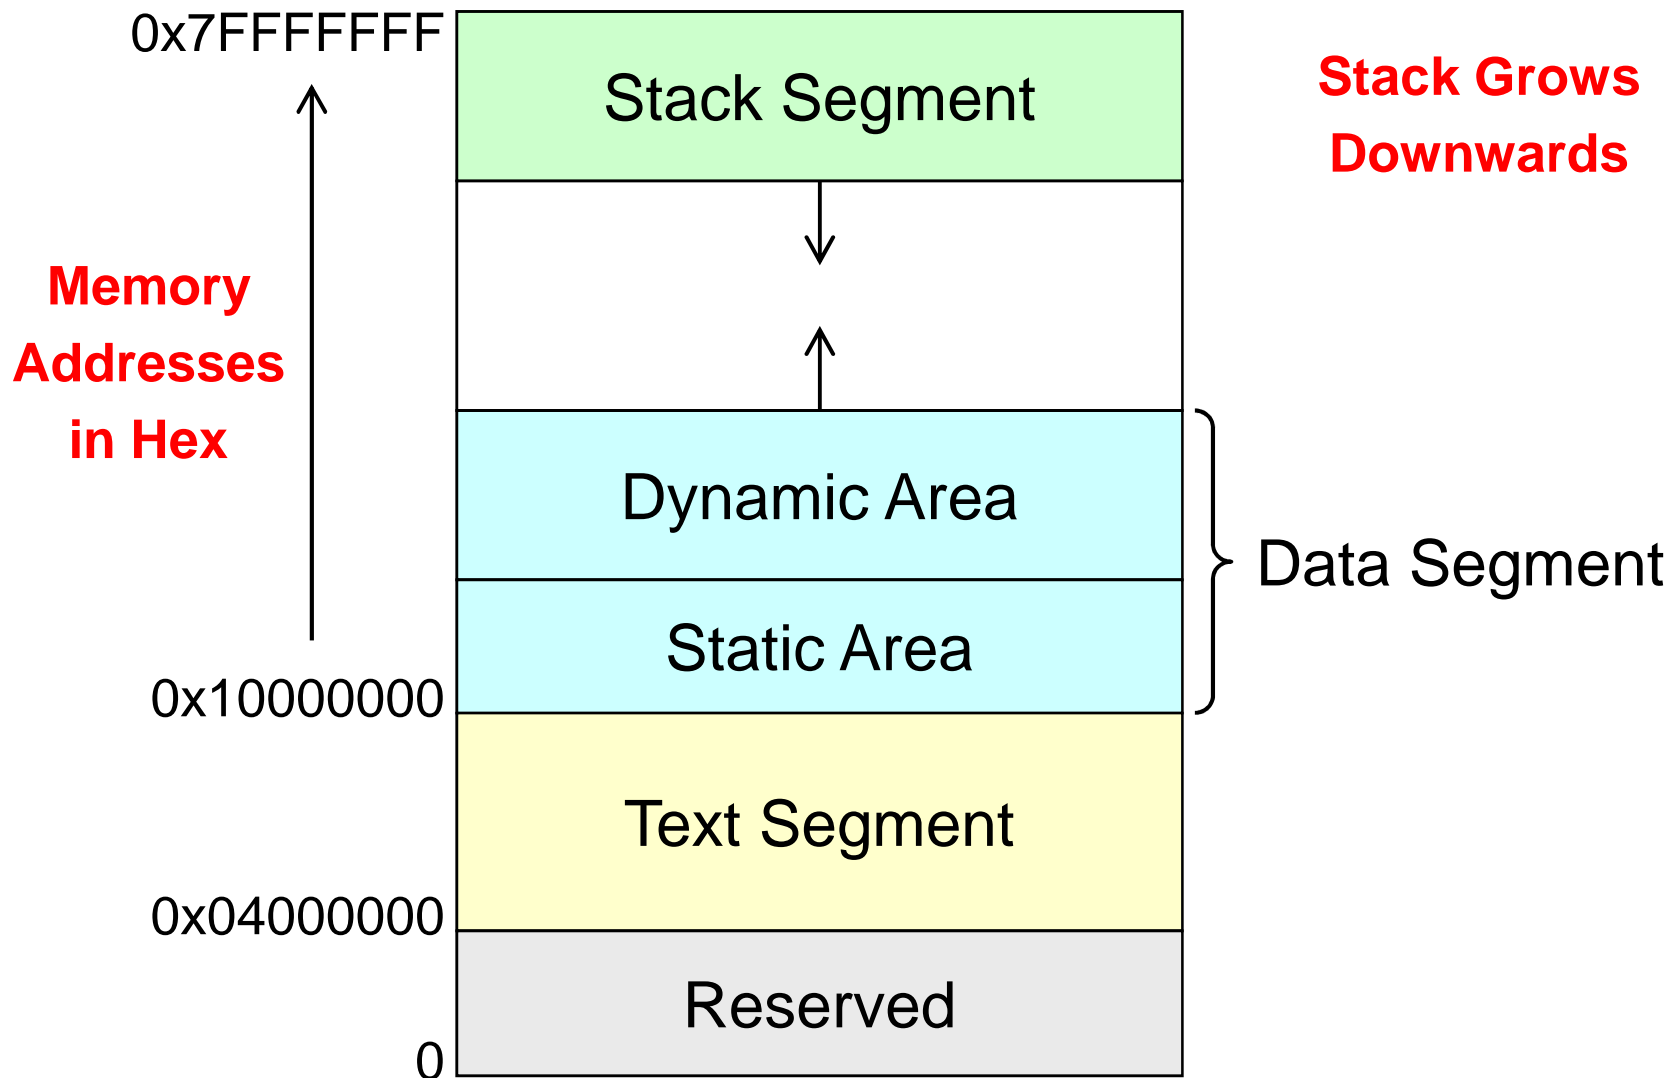 0x7FFFFFFF
Stack Segment
Stack Grows
Downwards
Memory
Addresses
in Hex
Dynamic Area
Data Segment
Static Area
0x10000000
Text Segment
0x04000000
Reserved
0